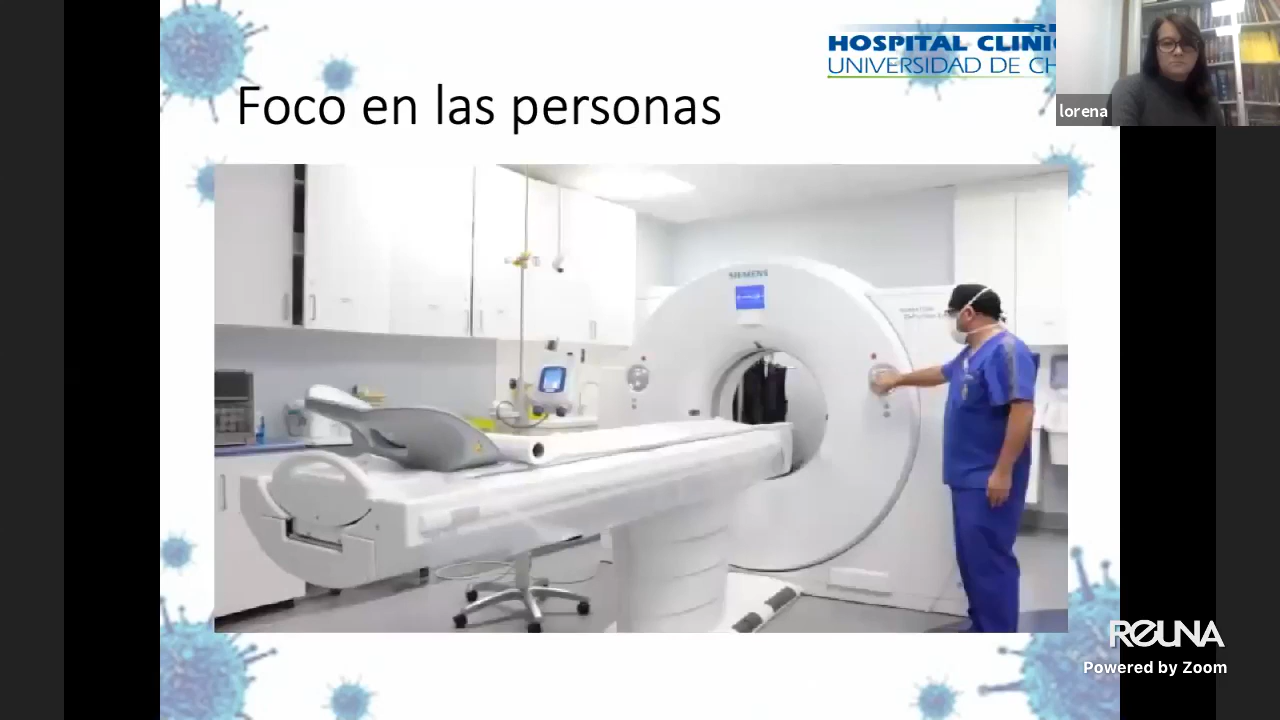 HOSPITAL CLINIC
UNIVERSIDAD DE CH
lorena
Foco en las personas
SIEMENS
REUNA
Powered by Zoom